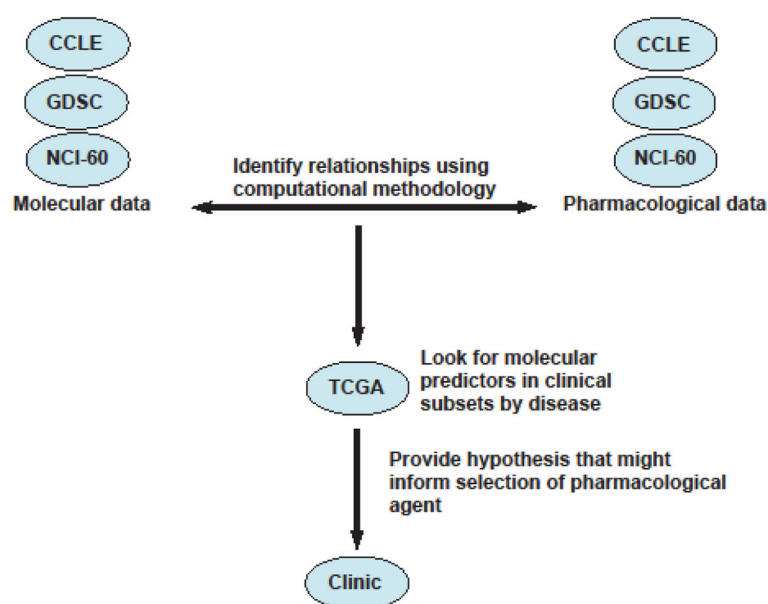 CCLE
GDSC
NCI-60
Molecular data
Identify relationships using
computational methodology
CCLE
GDSC
NCI-60
Pharmacological data
TCGA
Look for molecular
predictors in clinical
subsets by disease
Provide hypothesis that might
inform selection of pharmacological
agent
Clinic